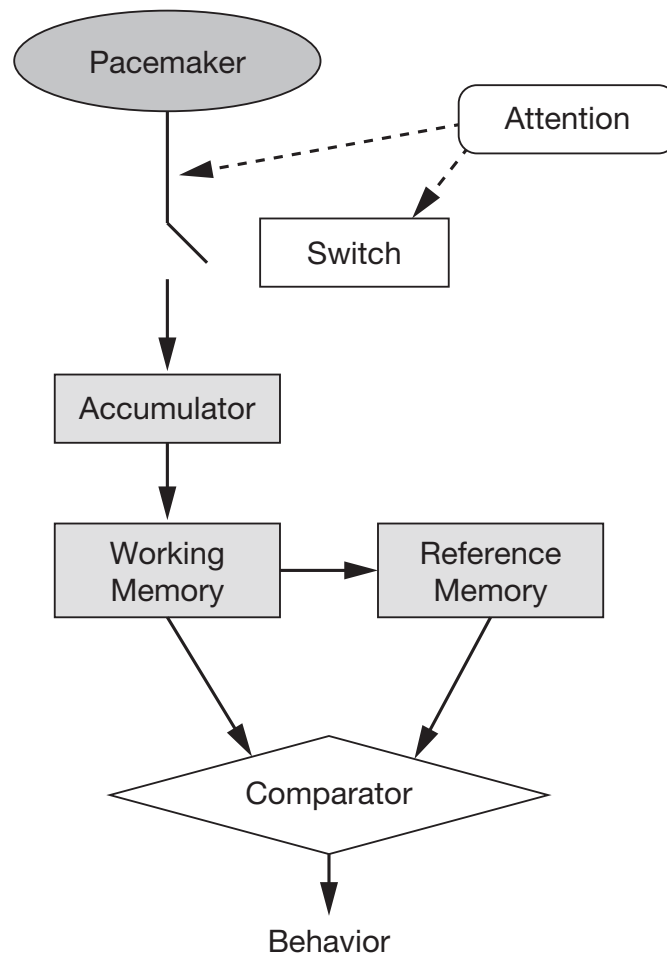 Pacemaker
Attention
Switch
Accumulator
Working
Memory
Reference
Memory
Comparator
Behavior